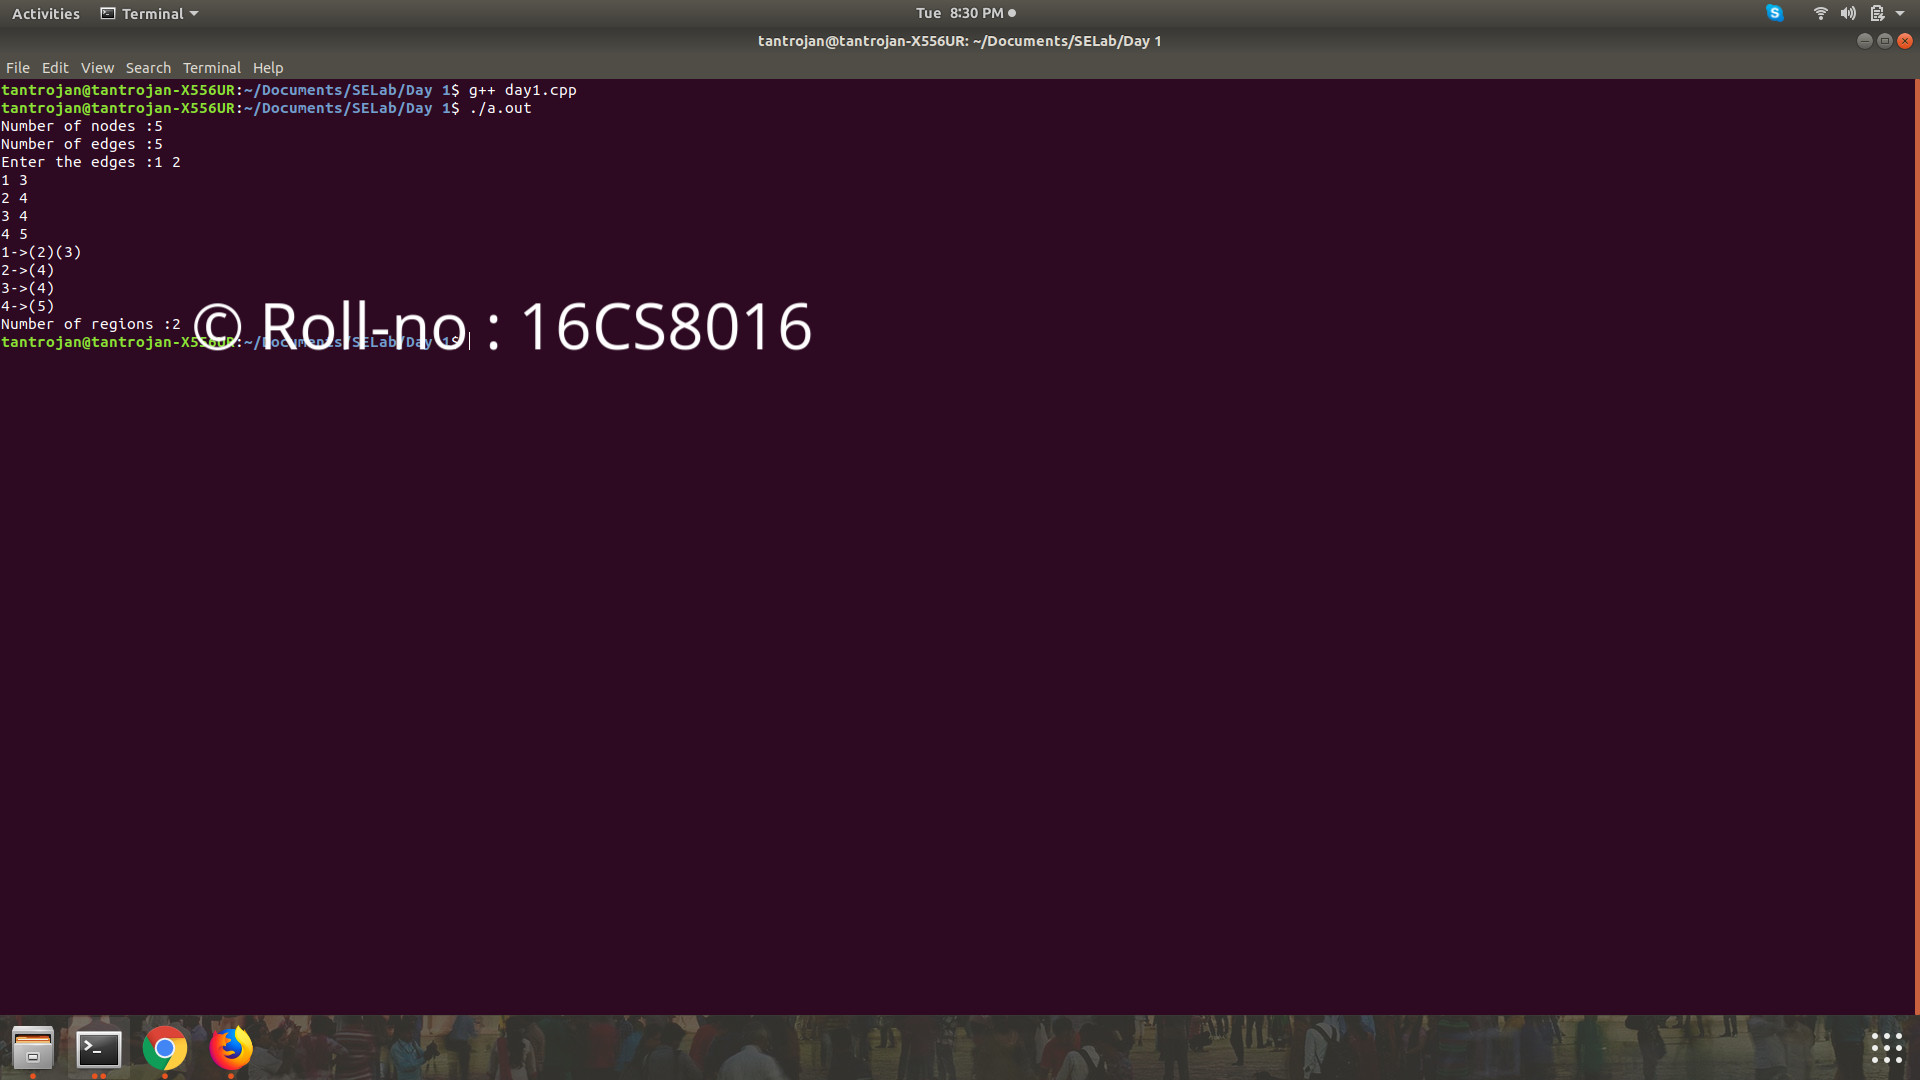 Activities Terminal Tue 8:30 PM
tantrojan@tantrojan-X556UR: ~/Documents/SELab/Day 1
File Edit View Search Terminal Help
tantrojan@tantrojan-X556UR:~/Documents/SELab/Day 1$ g++ day1.cpp
tantrojan@tantrojan-X556UR:~/Documents/SELab/Day 1$ ./a.out
Number of nodes :5
Number of edges :5
Enter the edges :1 2
1 3
2 4
3 4
4 5
1->(2)(3)
2->(4)
3->(4)
4->(5)
Number of regions :2
© Roll-no : 16CS8016
tantrojan@tantrojan-X556UR:~/Documents/SELab/Day 1$